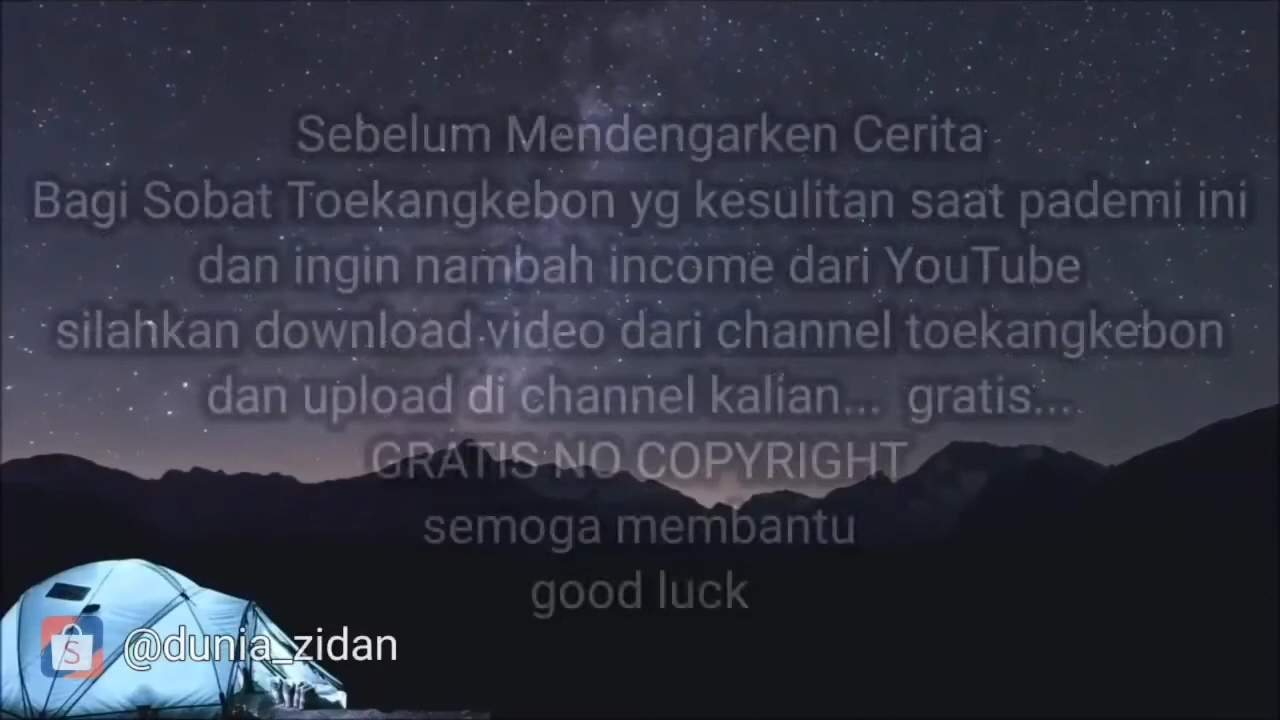 Sebelum Mendengarken Cerita
Bagi Sobat Toekangkebon yg kesulitan saat pademi ini
dan ingin nambah income dari YouTube
silahkan download video dari channel toekangkebon
dan upload di channel kalian... gratis....
GRATIS NO COPYRIGHT
semoga membantu
good luck
S @dunia_zidan